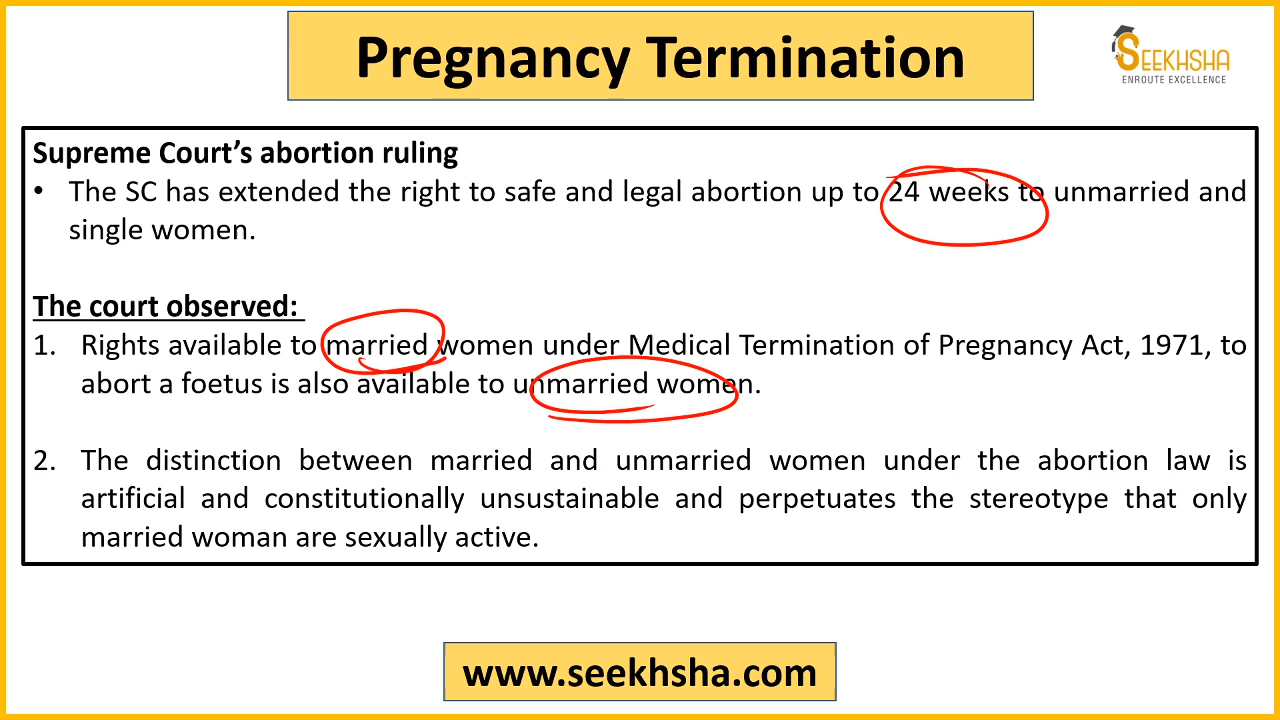 Pregnancy Termination
SEEKHSHA
ENROUTE EXCELLENCE
Supreme Court's abortion ruling
• The SC has extended the right to safe and legal abortion up to 24 weeks to unmarried and
single women.
The court observed:
1. Rights available to married women under Medical Termination of Pregnancy Act, 1971, to
abort a foetus is also available to unmarried women.
2. The distinction between married and unmarried women under the abortion law is
artificial and constitutionally unsustainable and perpetuates the stereotype that only
married woman are sexually active.
www.seekhsha.com